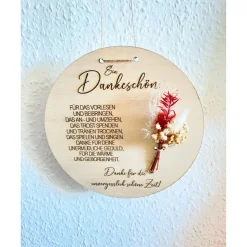 Ein
Dankeschön
FÜR DAS VORLESEN
UND BEIBRINGEN,
DAS AN- UND UMZIEHEN,
DAS TROST SPENDEN
UND TRÄNEN TROCKNEN,
DAS SPIELEN UND SINGEN
DANKE FÜR DEINE
UNERMÜDLICHE GEDULD,
FÜR DIE WÄRME
UND GEBORGENHEIT.
Danke für die
unvergesslich schöne Zeit!